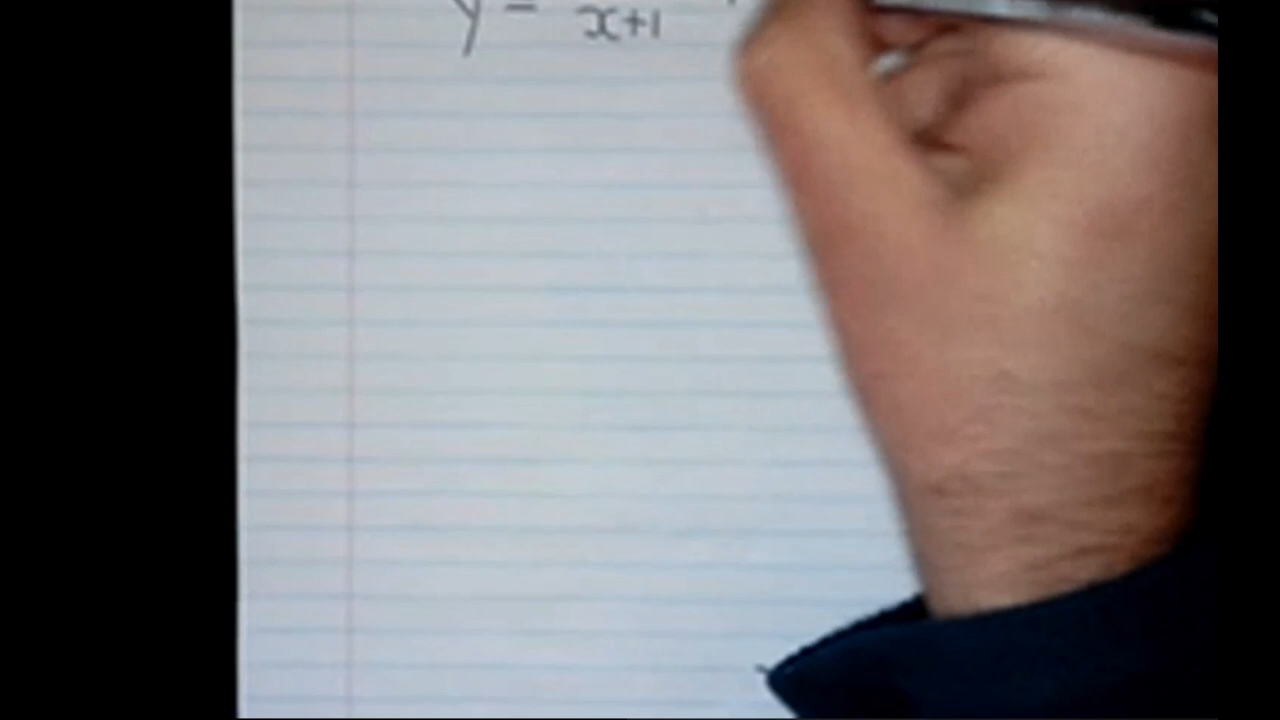 y =
x+1